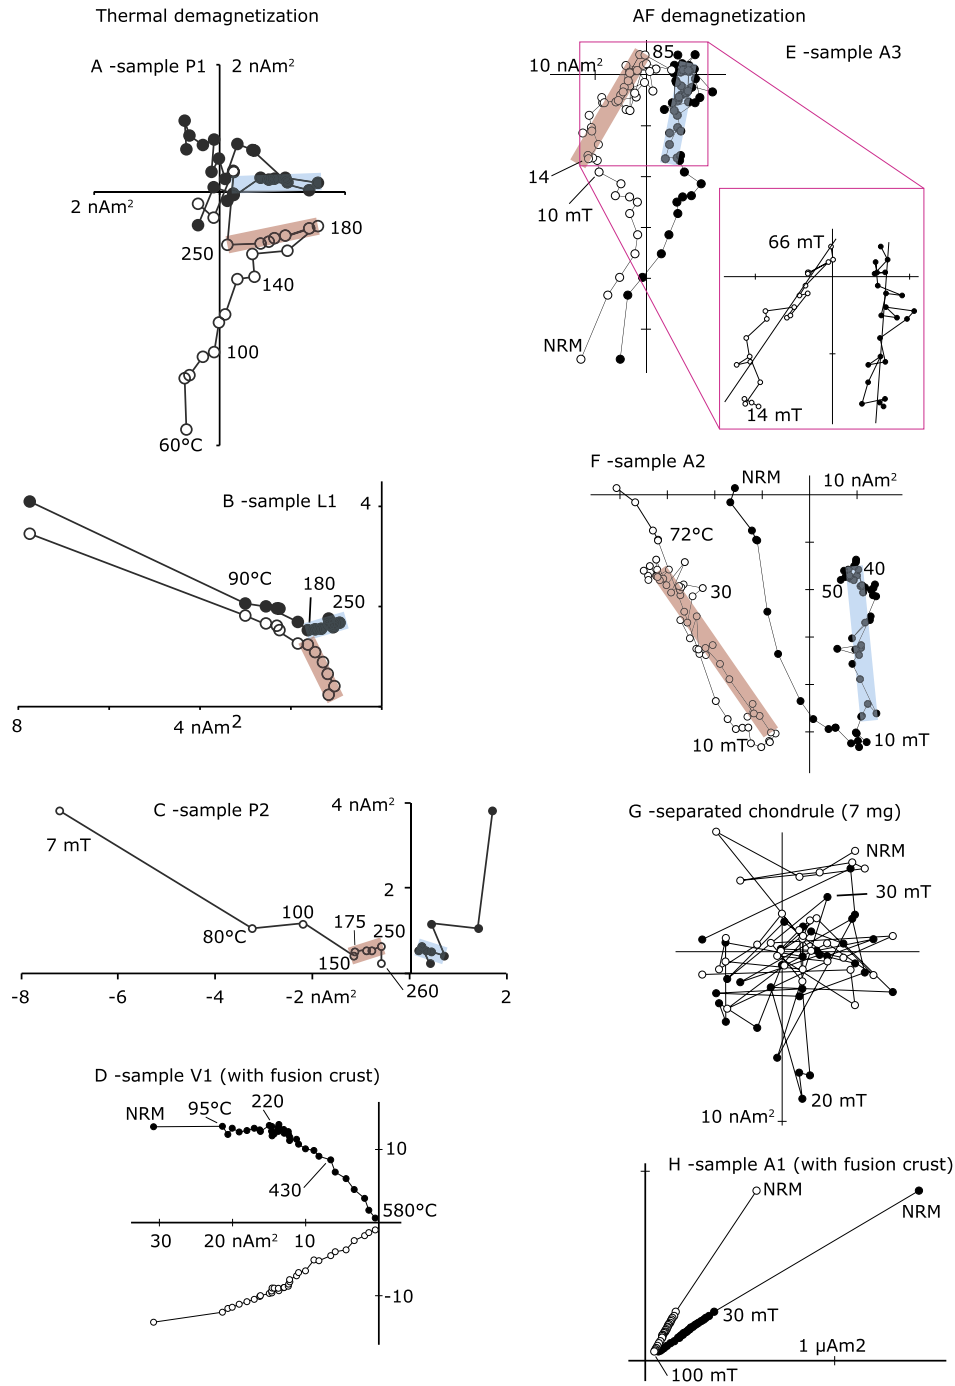 Thermal demagnetization
A -sample P1
2 nAm²
2 nAm²
180
250
140
100
60°C
B -sample L1
4
90°C
180
250
8
4 nAm²
C -sample P2
4 nAm²
7 mT
2
100
80°C
175
250
150
260
-8
-6
-4
-2 nAm²
0
2
D -sample V1 (with fusion crust)
NRM
95°C
220
10
430
580°C
30
20 nAm²
10
-10
AF demagnetization
E -sample A3
10 nAm²
85
14
10 mT
NRM
66 mT
14 mT
F -sample A2
NRM
10 nAm²
72°C
30
40
50
10 mT
10 mT
G -separated chondrule (7 mg)
NRM
30 mT
20 mT
10 nAm²
H -sample A1 (with fusion crust)
NRM
NRM
30 mT
1 μAm2
100 mT